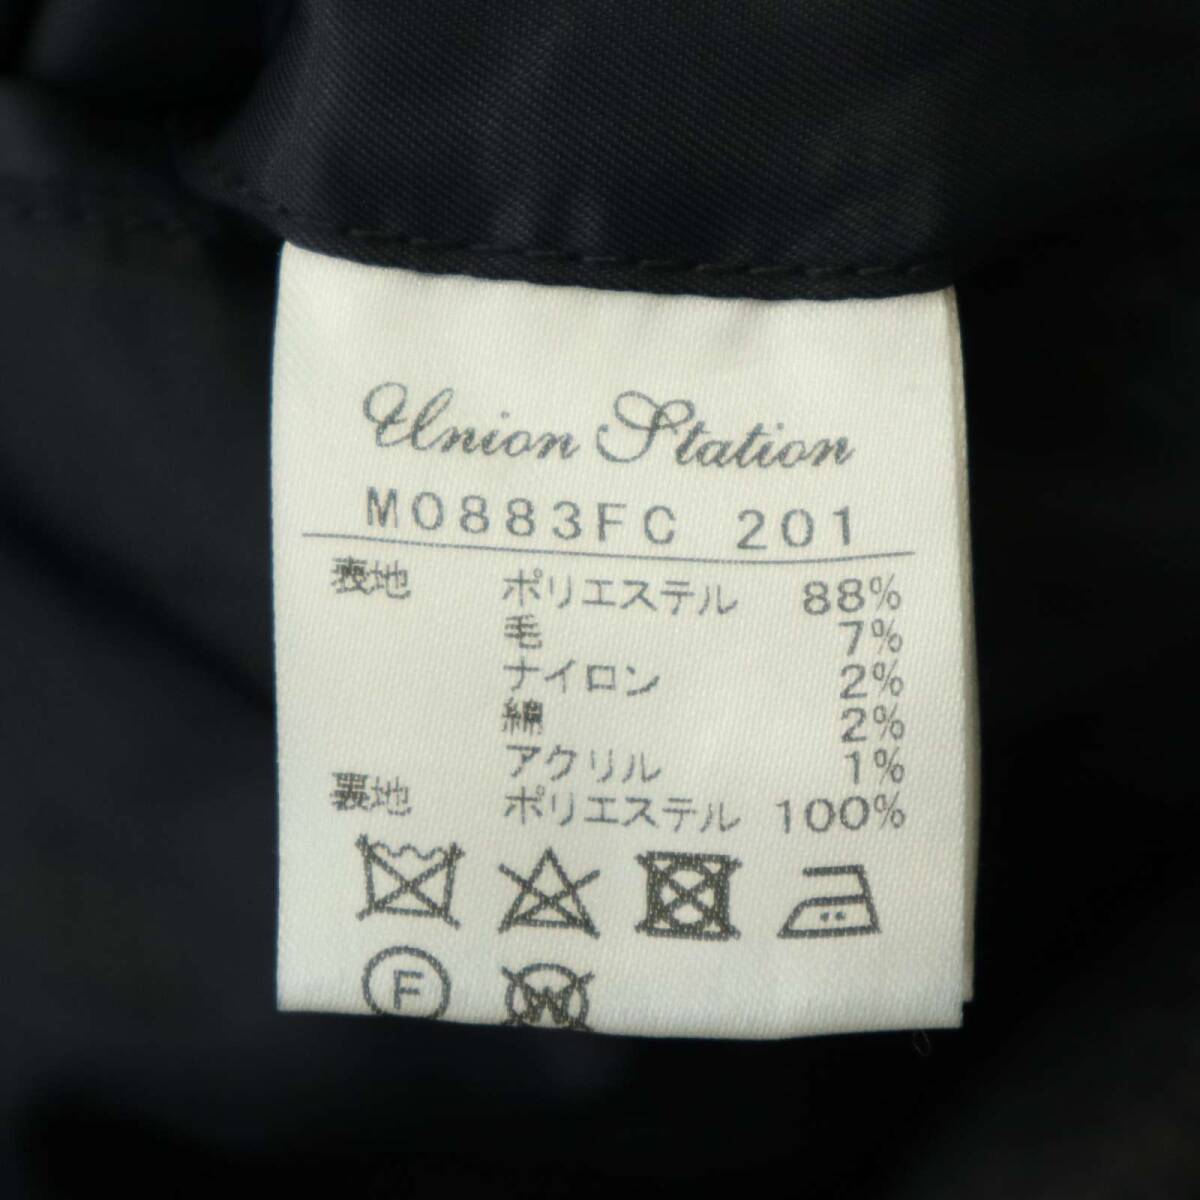 Union Station
M0883FC 201
表地 ポリエステル 88%
毛 7%
ナイロン 2%
綿 2%
アクリル 1%
裏地 ポリエステル 100%
F W